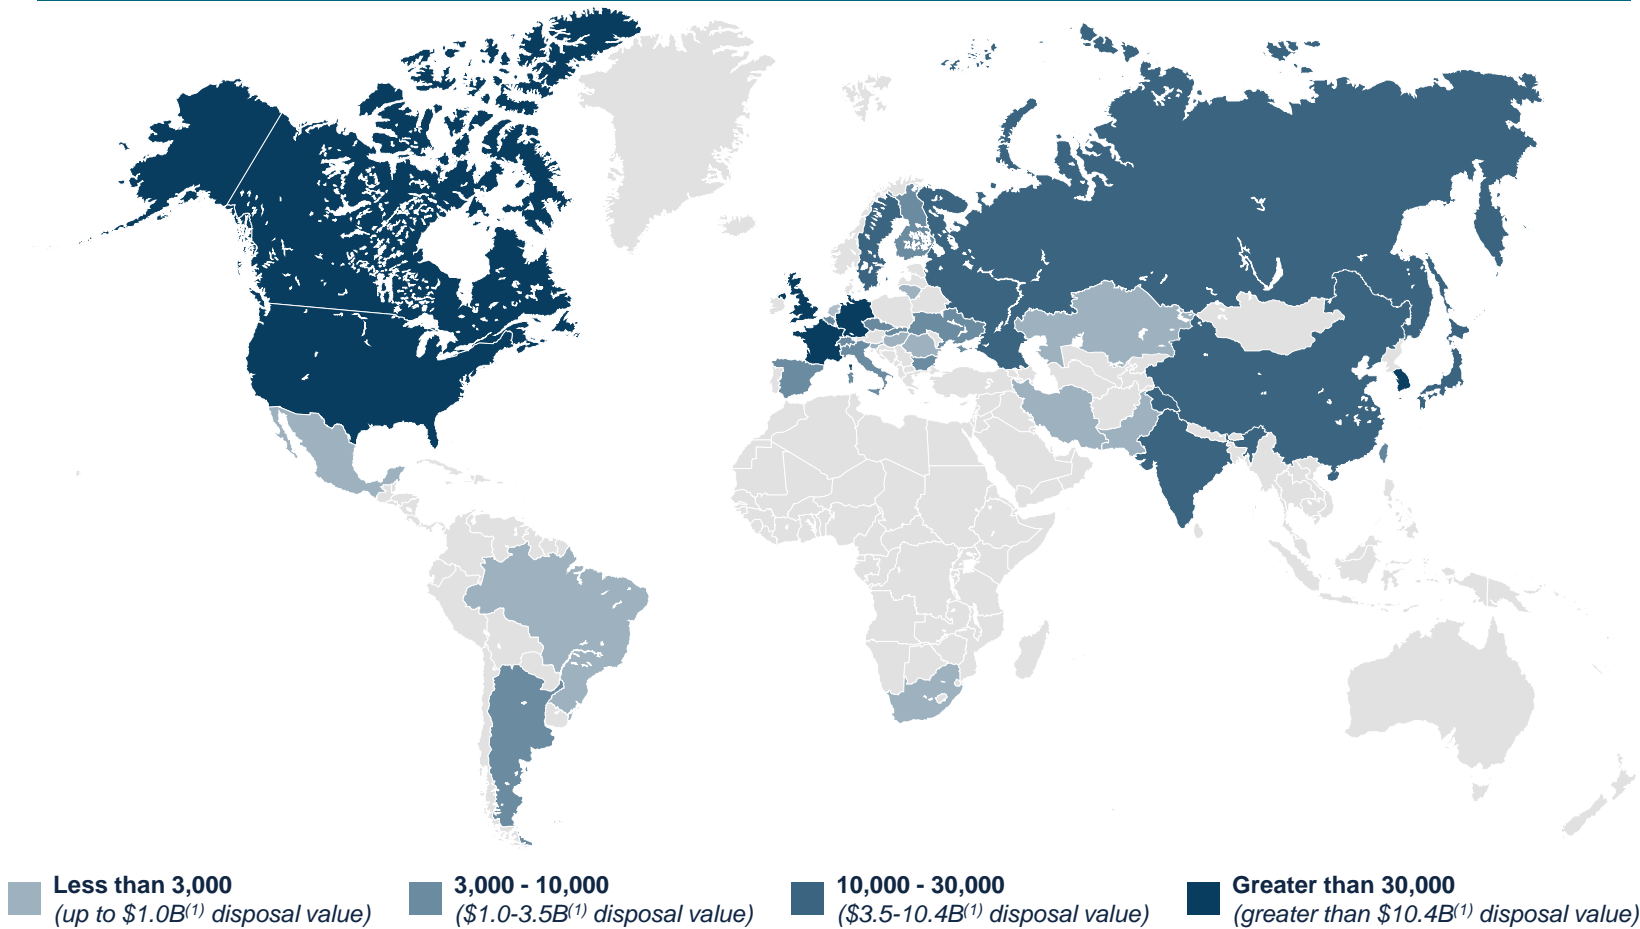 Less than 3,000
(up to $1.0B(1) disposal value)
3,000 - 10,000
($1.0-3.5B(1) disposal value)
10,000 - 30,000
($3.5-10.4B(1) disposal value)
Greater than 30,000
(greater than $10.4B(1) disposal value)